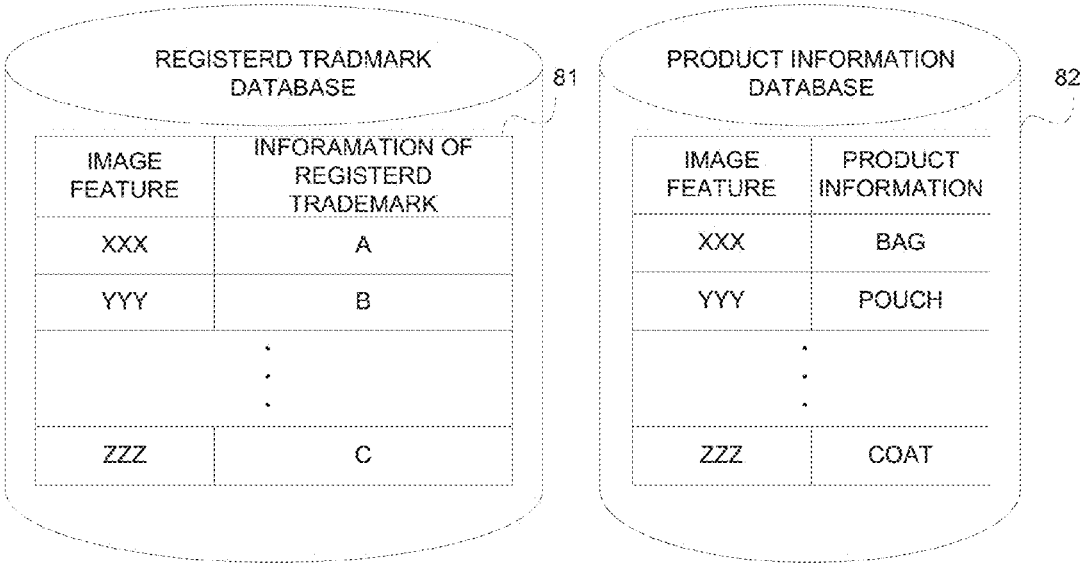 REGISTERD TRADMARK
DATABASE
81
IMAGE
FEATURE
INFORAMATION OF
REGISTERD
TRADEMARK
XXX
A
YYY
B
ZZZ
C
PRODUCT INFORMATION
DATABASE
82
IMAGE
FEATURE
PRODUCT
INFORMATION
XXX
BAG
YYY
POUCH
ZZZ
COAT